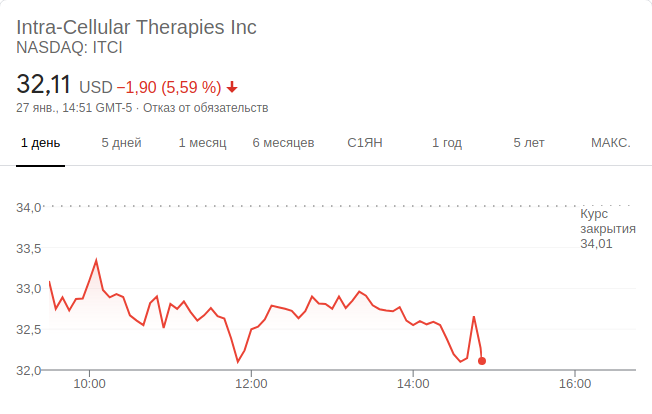 Intra-Cellular Therapies Inc
NASDAQ: ITCI
32,11 USD −1,90 (5,59 %)
27 янв., 14:51 GMT-5 · Отказ от обязательств
1 день 5 дней 1 месяц 6 месяцев С1ЯН 1 год 5 лет МАКС.
34,0
Курс
закрытия
34,01
33,5
33,0
32,5
32,0
10:00 12:00 14:00 16:00